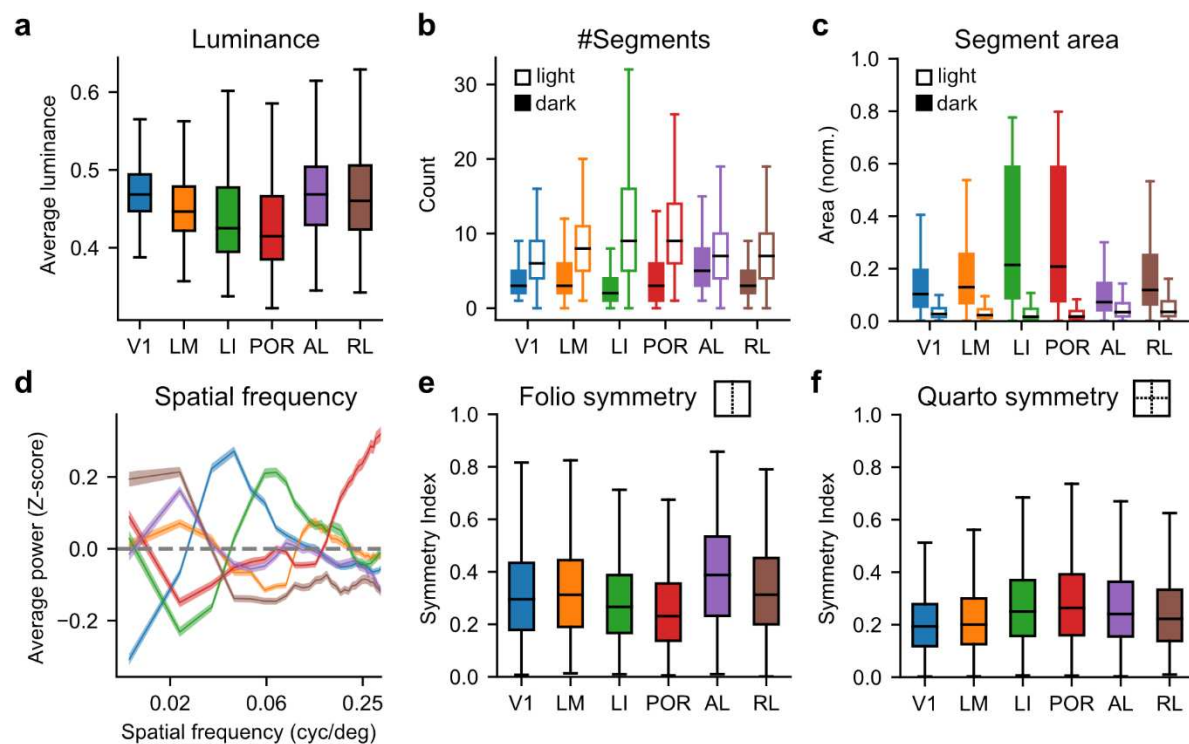 a
Luminance
Average luminance
0.6
0.5
0.4
V1 LM LI POR AL RL
b
#Segments
light
dark
Count
30
20
10
0
V1 LM LI POR AL RL
c
Segment area
light
dark
Area (norm.)
1.0
0.8
0.6
0.4
0.2
0.0
V1 LM LI POR AL RL
d
Spatial frequency
Average power (Z-score)
0.2
0.0
−0.2
0.02 0.06 0.25
Spatial frequency (cyc/deg)
e
Folio symmetry
Symmetry Index
1.0
0.8
0.6
0.4
0.2
0.0
V1 LM LI POR AL RL
f
Quarto symmetry
Symmetry Index
1.0
0.8
0.6
0.4
0.2
0.0
V1 LM LI POR AL RL